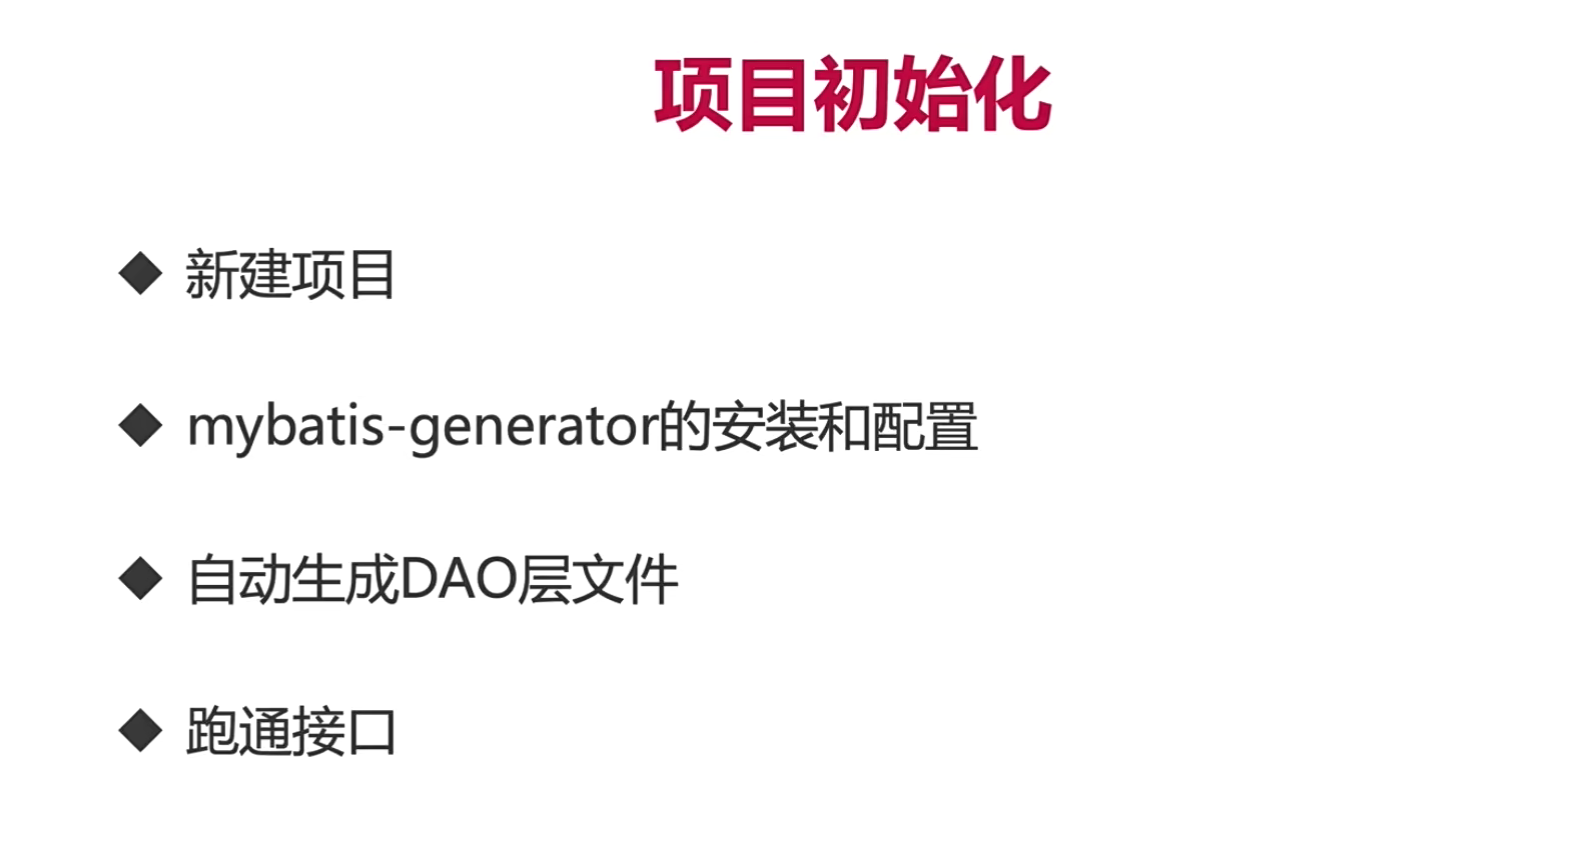 项目初始化
◆ 新建项目
◆ mybatis-generator的安装和配置
◆ 自动生成DAO层文件
◆ 跑通接口